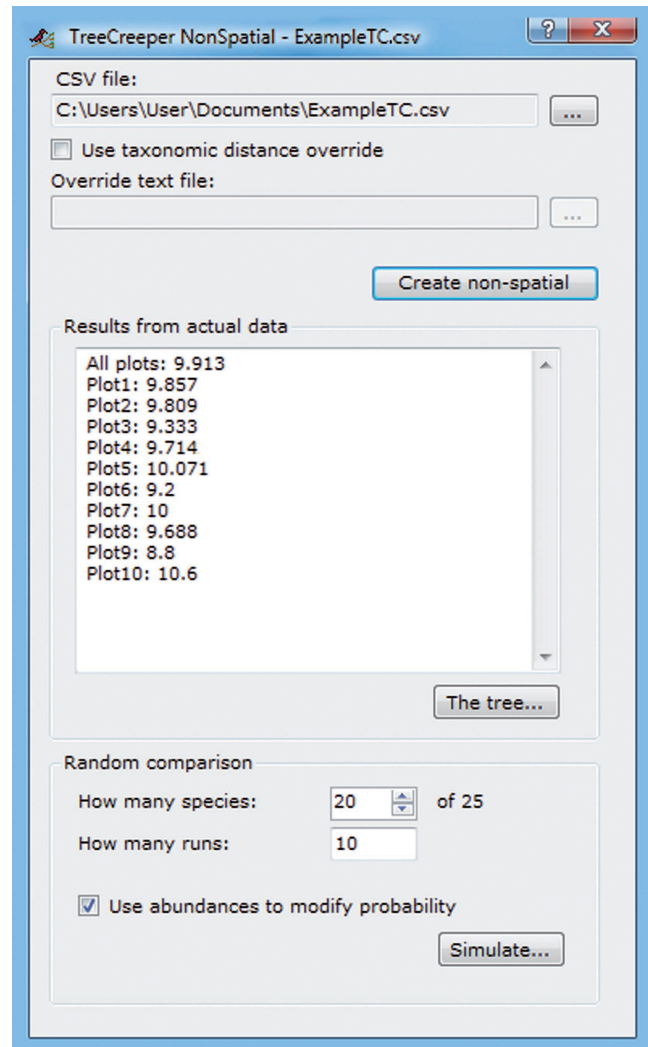 TreeCreeper NonSpatial - ExampleTC.csv
? X
CSV file:
C:\Users\User\Documents\ExampleTC.csv
...
Use taxonomic distance override
Override text file:
...
Create non-spatial
Results from actual data
All plots: 9.913
Plot1: 9.857
Plot2: 9.809
Plot3: 9.333
Plot4: 9.714
Plot5: 10.071
Plot6: 9.2
Plot7: 10
Plot8: 9.688
Plot9: 8.8
Plot10: 10.6
The tree...
Random comparison
How many species: 20 of 25
How many runs: 10
Use abundances to modify probability
Simulate...